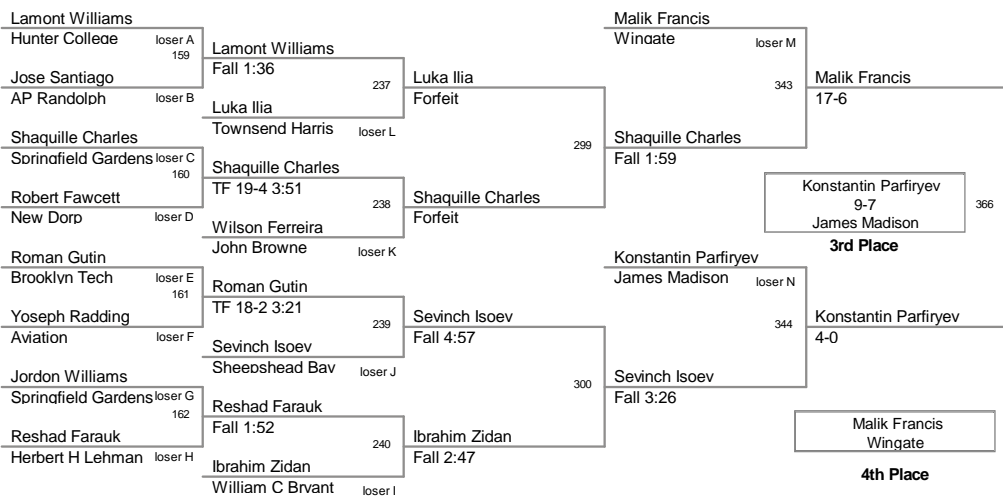 Lamont Williams
Hunter College loser A
159
Jose Santiago
AP Randolph loser B
Shaquille Charles
Springfield Gardens loser C
160
Robert Fawcett
New Dorp loser D
Roman Gutin
Brooklyn Tech loser E
161
Yoseph Radding
Aviation loser F
Jordon Williams
Springfield Gardens loser G
162
Reshad Farauk
Herbert H Lehman loser H
Lamont Williams
Fall 1:36
237
Luka Ilia
Townsend Harris loser L
Shaquille Charles
TF 19-4 3:51
238
Wilson Ferreira
John Browne loser K
Roman Gutin
TF 18-2 3:21
239
Sevinch Isoev
Sheepshead Bay loser J
Reshad Farauk
Fall 1:52
240
Ibrahim Zidan
William C Bryant loser I
Luka Ilia
Forfeit
299
Shaquille Charles
Forfeit
Sevinch Isoev
Fall 4:57
300
Ibrahim Zidan
Fall 2:47
Malik Francis
Wingate loser M
343
Shaquille Charles
Fall 1:59
Konstantin Parfiryev
James Madison loser N
344
Sevinch Isoev
Fall 3:26
Malik Francis
17-6
Konstantin Parfiryev
9-7
James Madison
366
3rd Place
Konstantin Parfiryev
4-0
Malik Francis
Wingate
4th Place